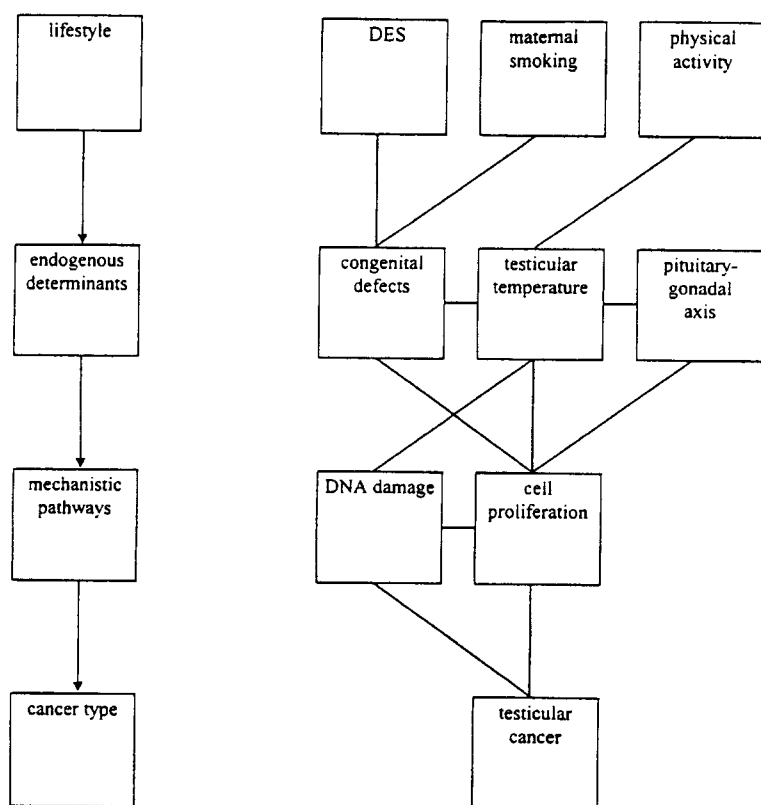 lifestyle
DES
maternal
smoking
physical
activity
endogenous
determinants
congenital
defects
testicular
temperature
pituitary-
gonadal
axis
mechanistic
pathways
DNA damage
cell
proliferation
cancer type
testicular
cancer